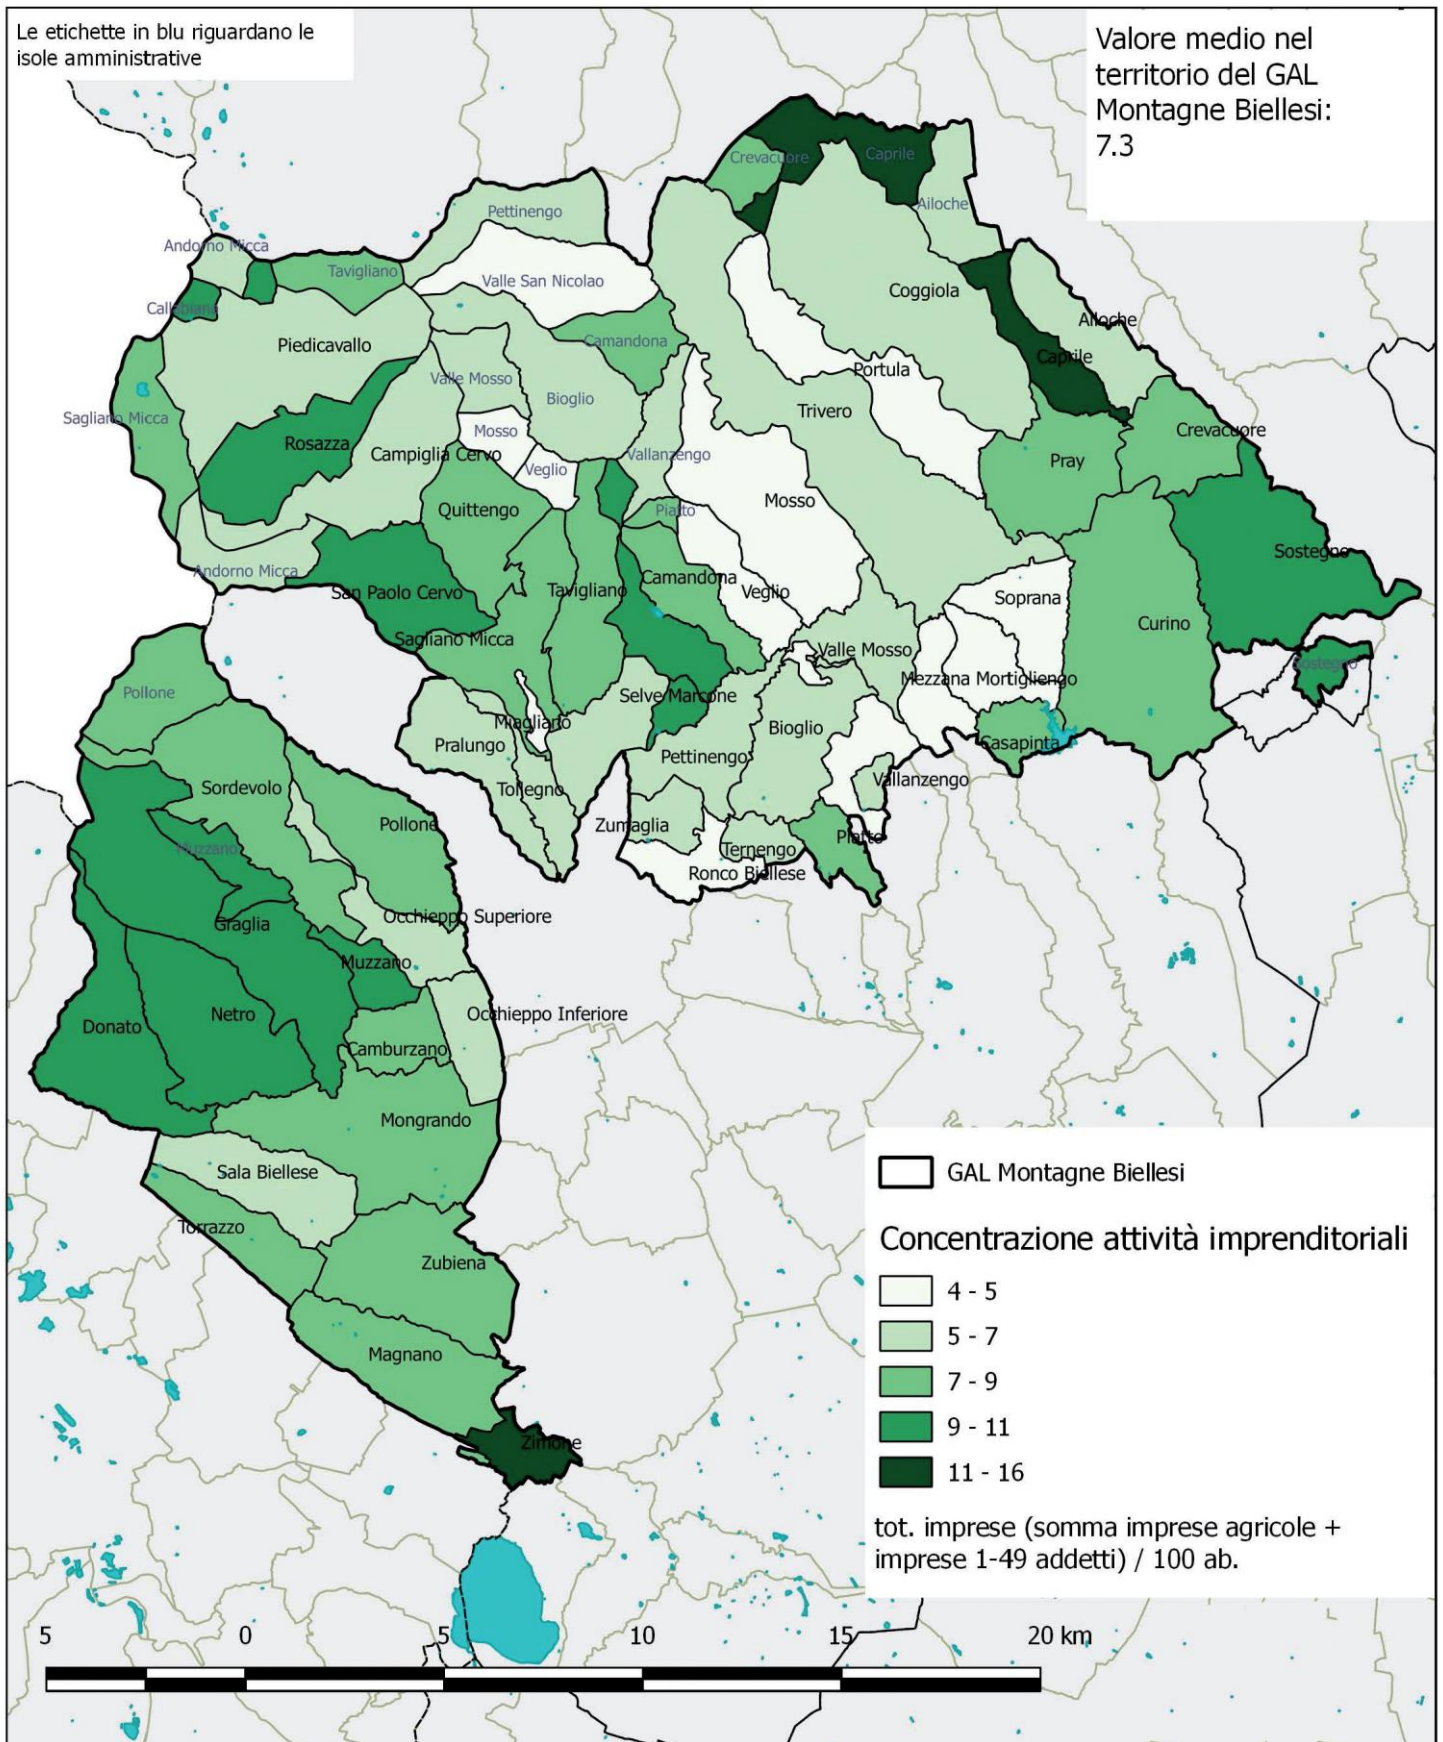 Le etichette in blu riguardano le
isole amministrative
Valore medio nel
territorio del GAL
Montagne Biellesi:
7.3
Crevacuore
Caprile
Ailoche
Pettinengo
Andorno Micca
Tavigliano
Valle San Nicolao
Callabiana
Coggiola
Ailoche
Piedicavallo
Camandona
Caprile
Portula
Valle Mosso
Bioglio
Trivero
Sagliano Micca
Mosso
Crevacuore
Rosazza
Campiglia Cervo
Vallanzengo
Pray
Veglio
Mosso
Quittengo
Piatto
Sostegno
Andorno Micca
Camandona
San Paolo Cervo
Tavigliano
Veglio
Soprana
Curino
Sagliano Micca
Valle Mosso
Sostegno
Mezzana Mortigliengo
Pollone
Selve Marcone
Miagliano
Bioglio
Pralungo
Casapinta
Pettinengo
Vallanzengo
Sordevolo
Tollegno
Pollone
Zumaglia
Piatto
Muzzano
Ternengo
Ronco Biellese
Occhieppo Superiore
Graglia
Muzzano
Netro
Occhieppo Inferiore
Donato
Camburzano
Mongrando
Sala Biellese
Torrazzo
Zubiena
Magnano
Zimone
GAL Montagne Biellesi
Concentrazione attività imprenditoriali
4 - 5
5 - 7
7 - 9
9 - 11
11 - 16
tot. imprese (somma imprese agricole +
imprese 1-49 addetti) / 100 ab.
5 0 5 10 15 20 km